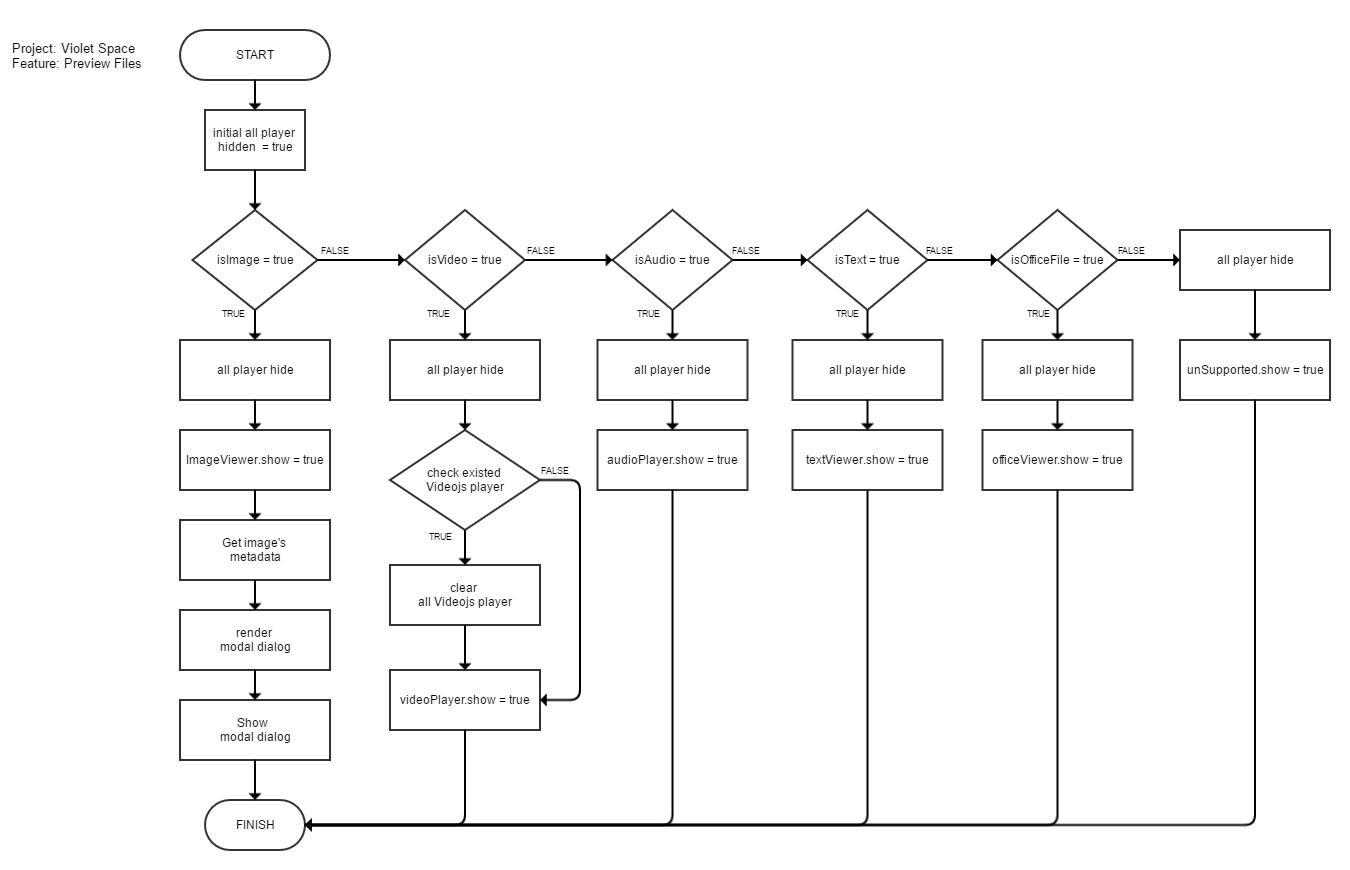 Project: Violet Space
Feature: Preview Files
START
initial all player
hidden = true
isImage = true
FALSE
isVideo = true
FALSE
isAudio = true
FALSE
isText = true
FALSE
isOfficeFile = true
FALSE
all player hide
TRUE
TRUE
TRUE
TRUE
TRUE
all player hide
all player hide
all player hide
all player hide
all player hide
unSupported.show = true
ImageViewer.show = true
check existed
Videojs player
FALSE
TRUE
audioPlayer.show = true
textViewer.show = true
officeViewer.show = true
Get image's
metadata
clear
all Videojs player
render
modal dialog
videoPlayer.show = true
Show
modal dialog
FINISH